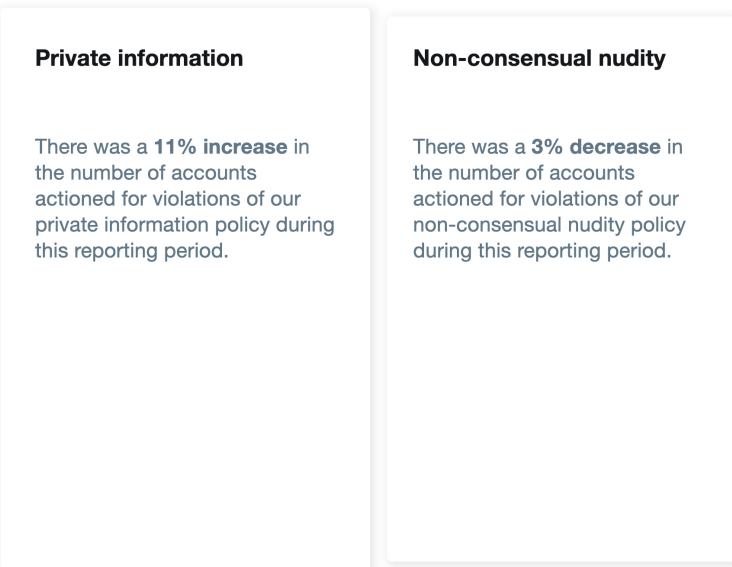 Private information
There was a 11% increase in
the number of accounts
actioned for violations of our
private information policy during
this reporting period.
Non-consensual nudity
There was a 3% decrease in
the number of accounts
actioned for violations of our
non-consensual nudity policy
during this reporting period.